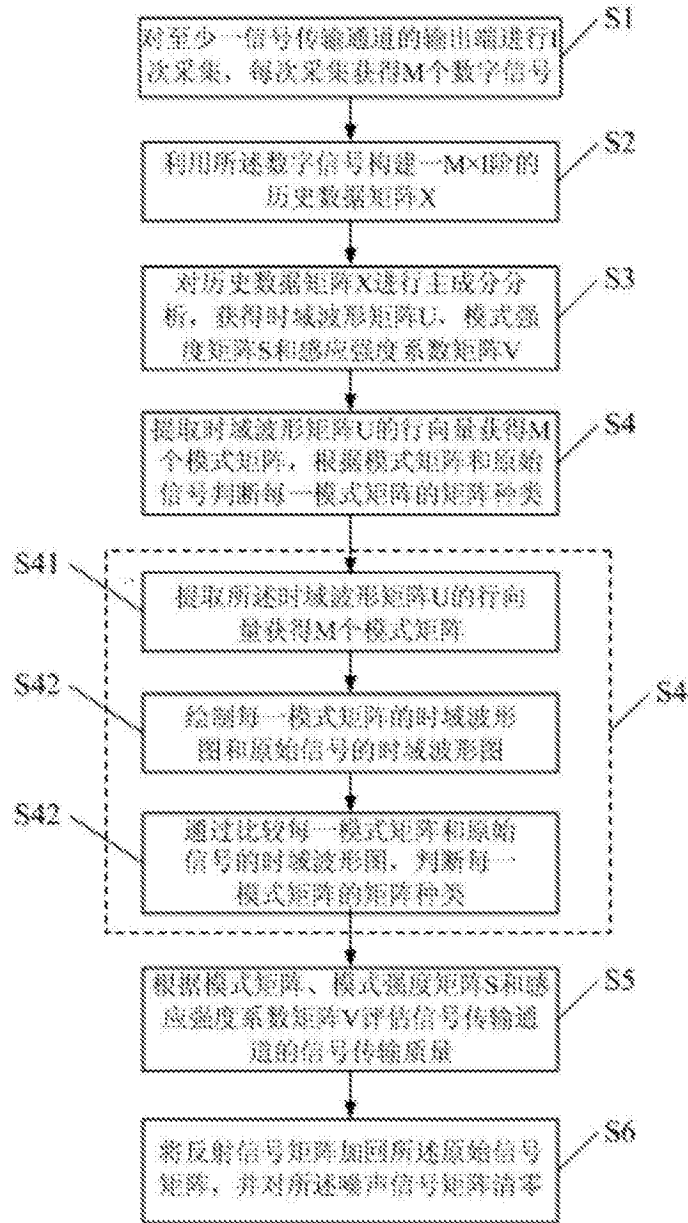 对至少一信号传输通道的输出端进行I
次采集，每次采集获得M个数字信号
S1
利用所述数字信号构建一M×I阶的
历史数据矩阵X
S2
对历史数据矩阵X进行主成分分
析，获得时域波形矩阵U、模式强
度矩阵S和感应强度系数矩阵V
S3
提取时域波形矩阵U的行向量获得M
个模式矩阵，根据模式矩阵和原始
信号判断每一模式矩阵的矩阵种类
S4
S41
提取所述时域波形矩阵U的行向
量获得M个模式矩阵
S42
绘制每一模式矩阵的时域波形
图和原始信号的时域波形图
S4
S42
通过比较每一模式矩阵和原始
信号的时域波形图，判断每一
模式矩阵的矩阵种类
根据模式矩阵、模式强度矩阵S和感
应强度系数矩阵V评估信号传输通
道的信号传输质量
S5
将反射信号矩阵加回所述原始信号
矩阵，并对所述噪声信号矩阵清零
S6